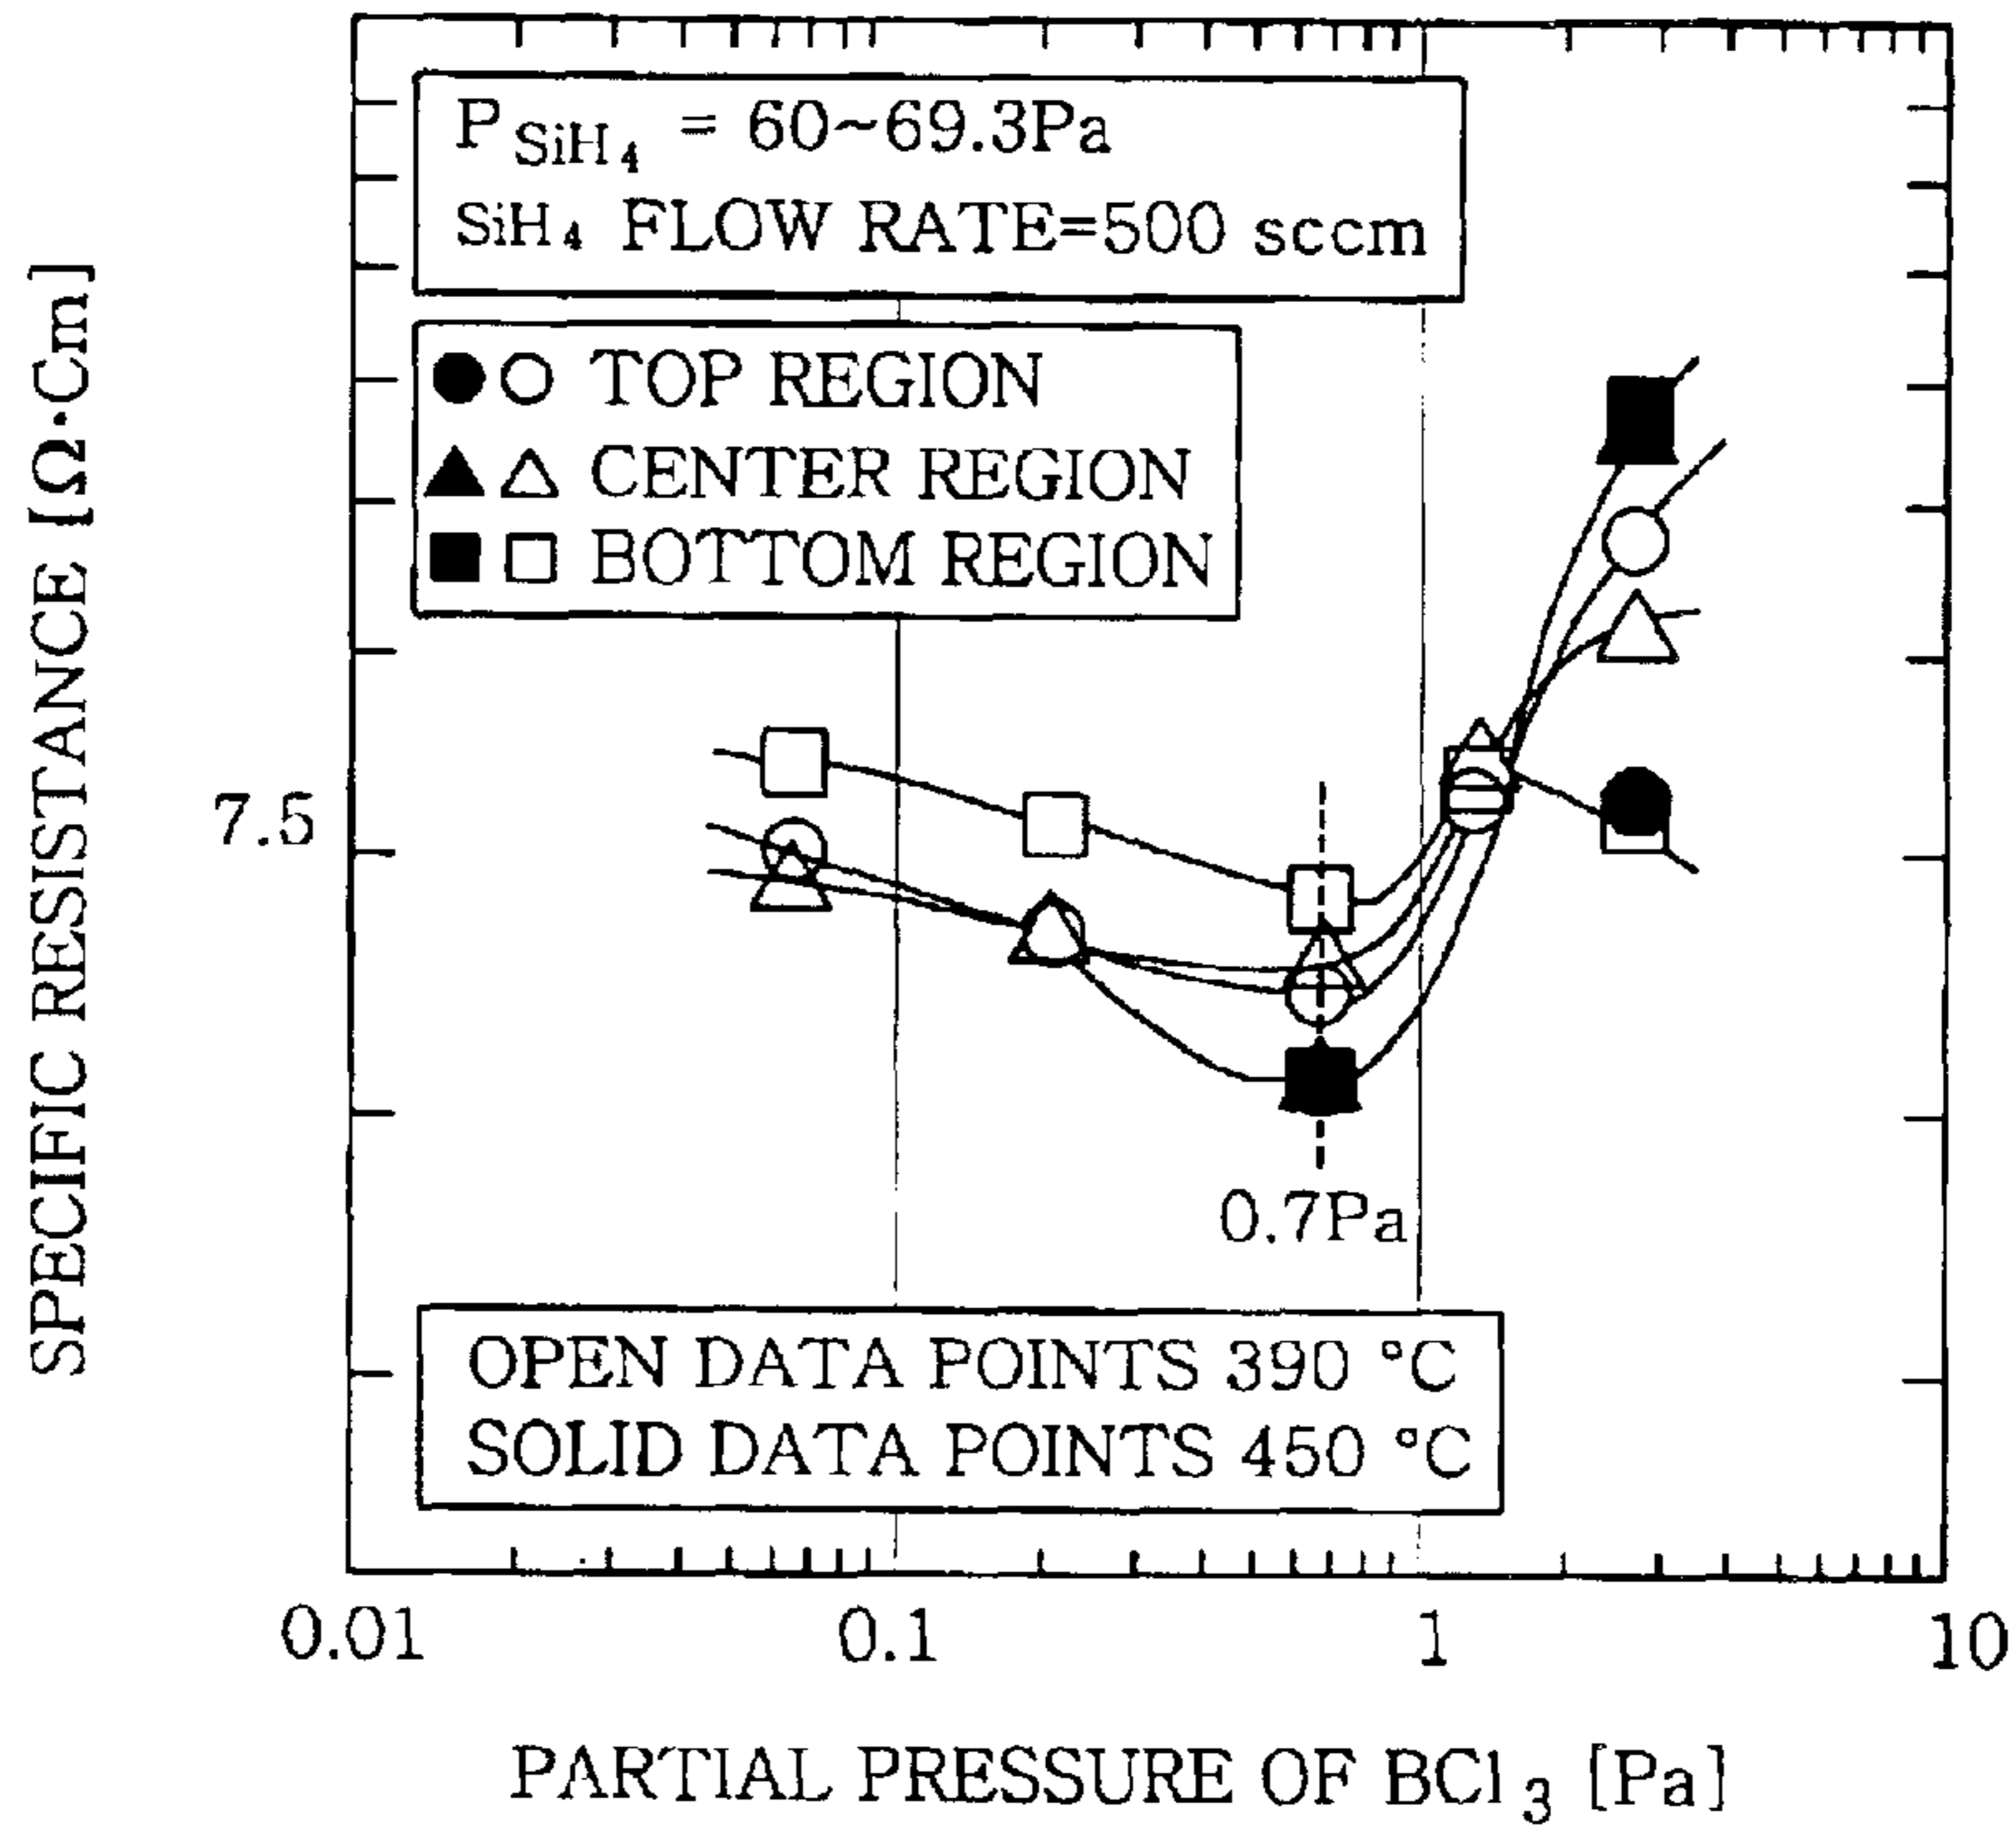 P SiH4 = 60~69.3Pa
SiH4 FLOW RATE=500 sccm
TOP REGION
CENTER REGION
BOTTOM REGION
SPECIFIC RESISTANCE [Ω·Cm]
7.5
0.7Pa
OPEN DATA POINTS 390 °C
SOLID DATA POINTS 450 °C
0.01 0.1 1 10
PARTIAL PRESSURE OF BCl3 [Pa]